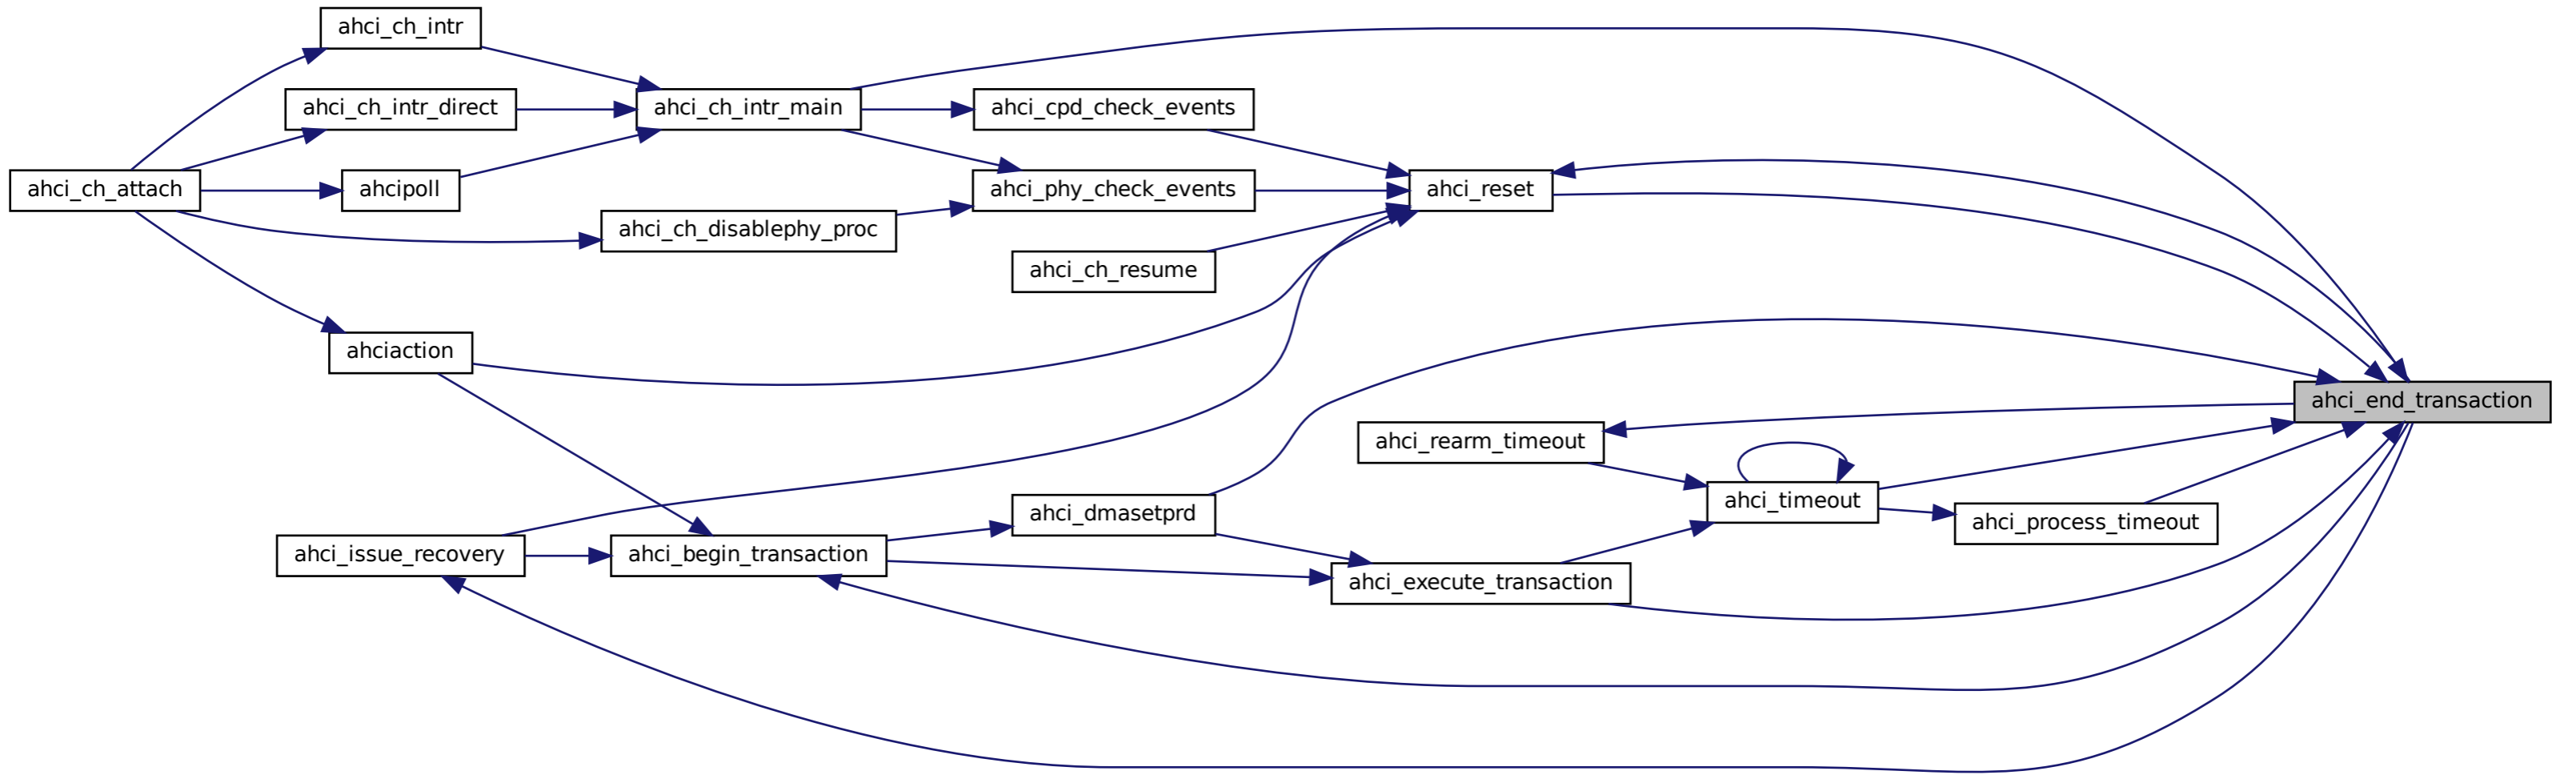 ahci_ch_intr
ahci_ch_intr_direct
ahci_ch_intr_main
ahci_cpd_check_events
ahci_ch_attach
ahcipoll
ahci_phy_check_events
ahci_reset
ahci_ch_disablephy_proc
ahci_ch_resume
ahciaction
ahci_end_transaction
ahci_rearm_timeout
ahci_timeout
ahci_dmasetprd
ahci_process_timeout
ahci_issue_recovery
ahci_begin_transaction
ahci_execute_transaction